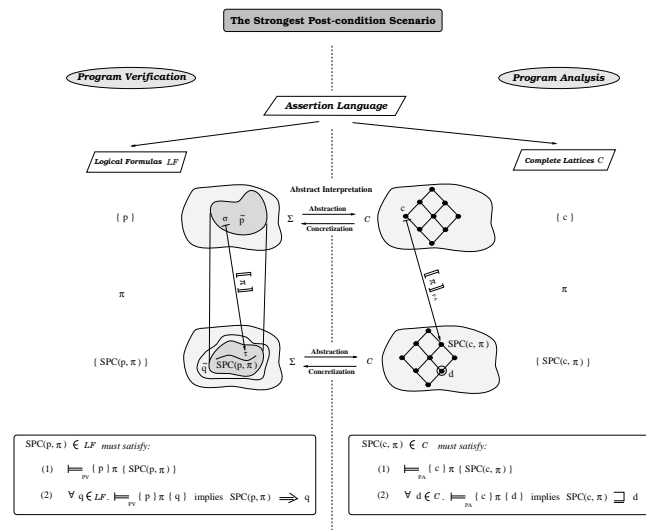 The Strongest Post-condition Scenario
Program Verification
Program Analysis
Assertion Language
Logical Formulas LF
Complete Lattices C
Abstract Interpretation
{ p }
σ p̃
Σ
Abstraction
Concretization
C
c
{ c }
π
[[ π ]]
[[ π ]] PA
π
{ SPC(p, π) }
τ
q̃ SPC(p, π)
Σ
Abstraction
Concretization
C
SPC(c, π)
d
{ SPC(c, π) }
SPC(p, π) ∈ LF must satisfy:
(1) ⊨PV { p } π { SPC(p, π) }
(2) ∀ q ∈ LF. ⊨PV { p } π { q } implies SPC(p, π) ⟹ q
SPC(c, π) ∈ C must satisfy:
(1) ⊨PA { c } π { SPC(c, π) }
(2) ∀ d ∈ C. ⊨PA { c } π { d } implies SPC(c, π) ⊒ d